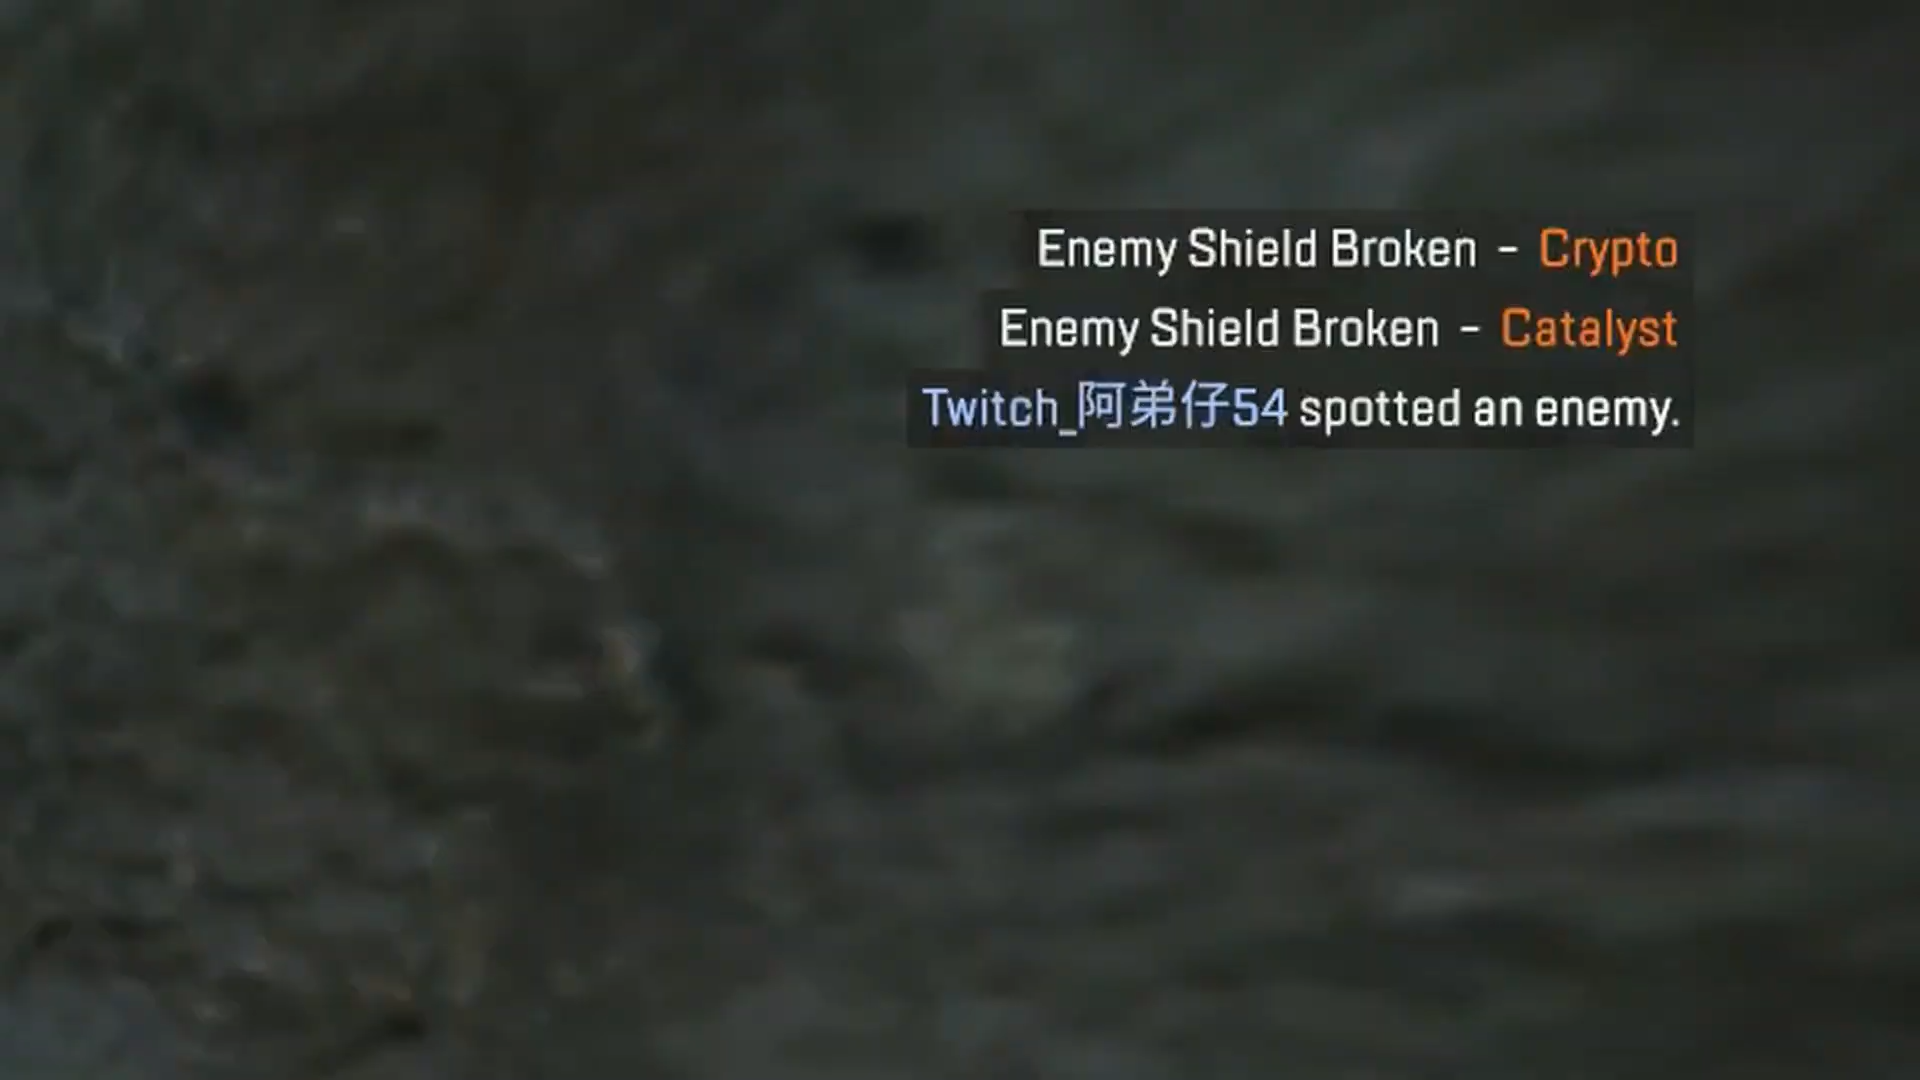 Enemy Shield Broken - Crypto
Enemy Shield Broken - Catalyst
Twitch_阿弟仔54 spotted an enemy.